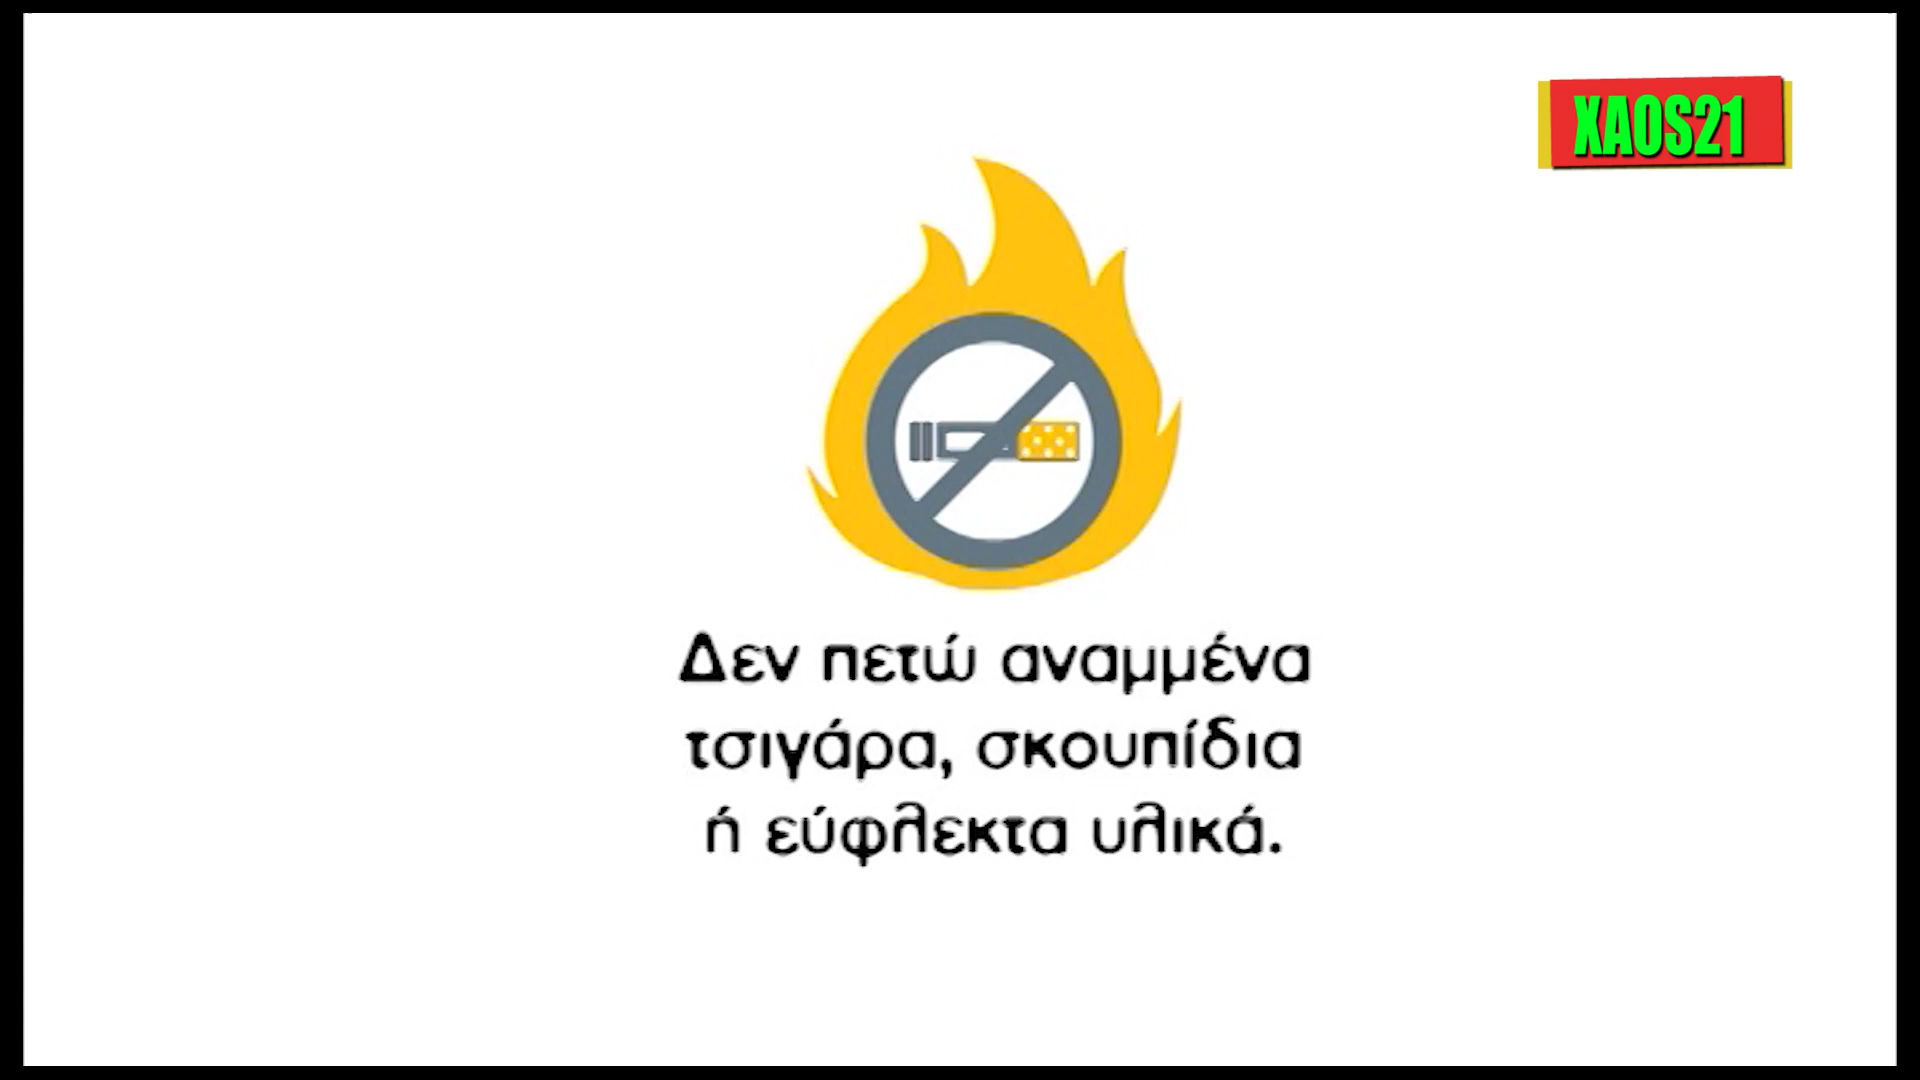 XAOS21
Δεν πετώ αναμμένα
τσιγάρα, σκουπίδια
ή εύφλεκτα υλικά.